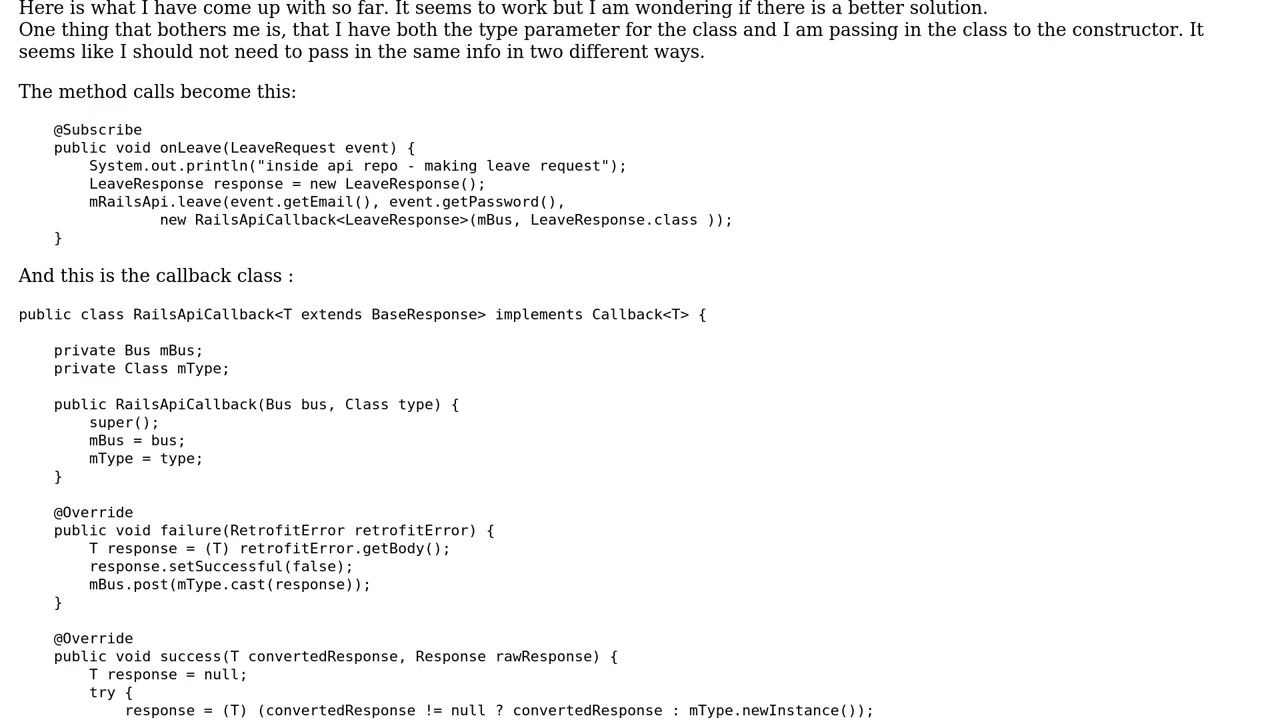 Here is what I have come up with so far. It seems to work but I am wondering if there is a better solution.
One thing that bothers me is, that I have both the type parameter for the class and I am passing in the class to the constructor. It
seems like I should not need to pass in the same info in two different ways.
The method calls become this:
@Subscribe
public void onLeave(LeaveRequest event) {
System.out.println("inside api repo - making leave request");
LeaveResponse response = new LeaveResponse();
mRailsApi.leave(event.getEmail(), event.getPassword(),
new RailsApiCallback<LeaveResponse>(mBus, LeaveResponse.class ));
}
And this is the callback class :
public class RailsApiCallback<T extends BaseResponse> implements Callback<T> {
private Bus mBus;
private Class mType;
public RailsApiCallback(Bus bus, Class type) {
super();
mBus = bus;
mType = type;
}
@Override
public void failure(RetrofitError retrofitError) {
T response = (T) retrofitError.getBody();
response.setSuccessful(false);
mBus.post(mType.cast(response));
}
@Override
public void success(T convertedResponse, Response rawResponse) {
T response = null;
try {
response = (T) (convertedResponse != null ? convertedResponse : mType.newInstance());